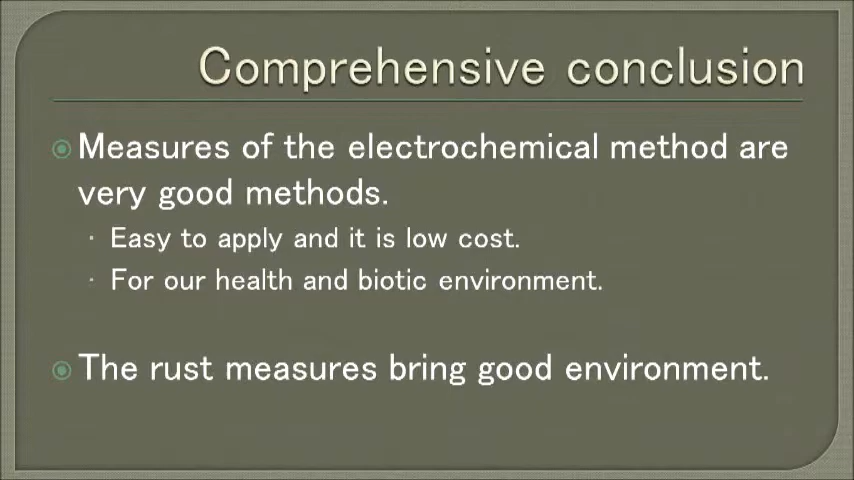 Comprehensive conclusion
Measures of the electrochemical method are
very good methods.
Easy to apply and it is low cost.
For our health and biotic environment.
The rust measures bring good environment.